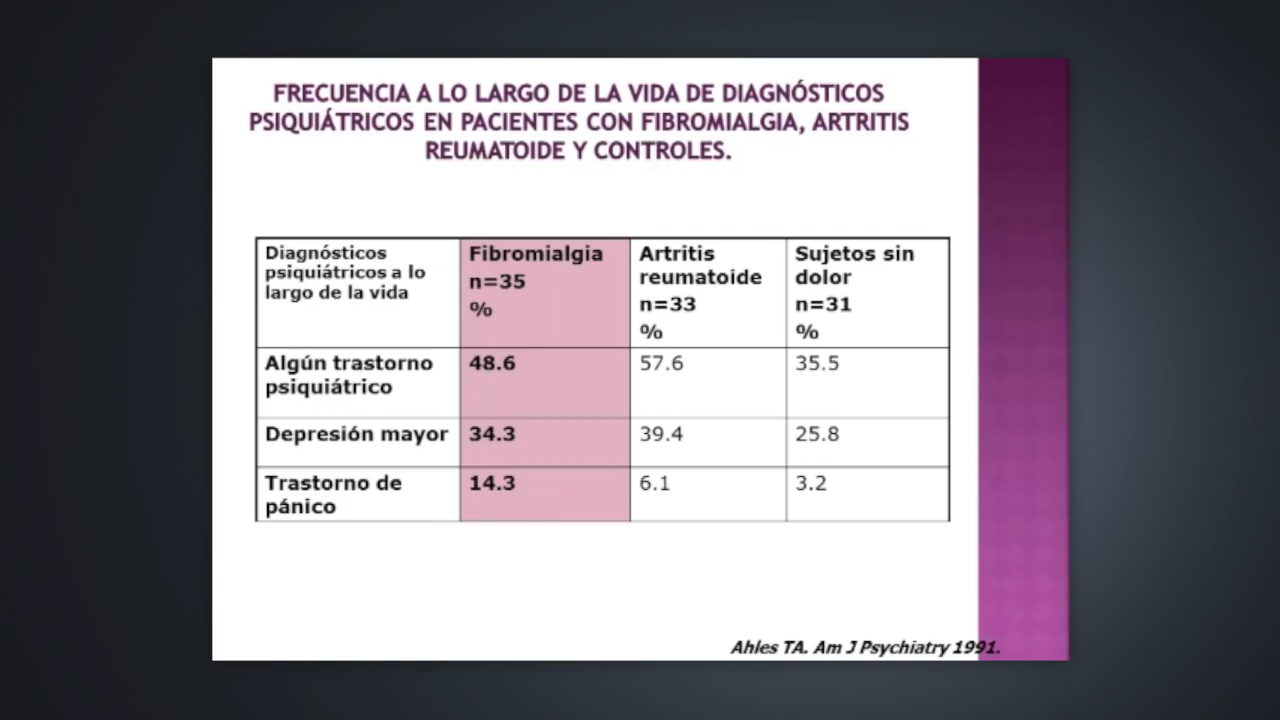 FRECUENCIA A LO LARGO DE LA VIDA DE DIAGNÓSTICOS
PSIQUIÁTRICOS EN PACIENTES CON FIBROMIALGIA, ARTRITIS
REUMATOIDE Y CONTROLES.
Diagnósticos
psiquiátricos a lo
largo de la vida
Fibromialgia
n=35
%
Artritis
reumatoide
n=33
%
Sujetos sin
dolor
n=31
%
Algún trastorno
psiquiátrico
48.6
57.6
35.5
Depresión mayor
34.3
39.4
25.8
Trastorno de
pánico
14.3
6.1
3.2
Ahles TA. Am J Psychiatry 1991.